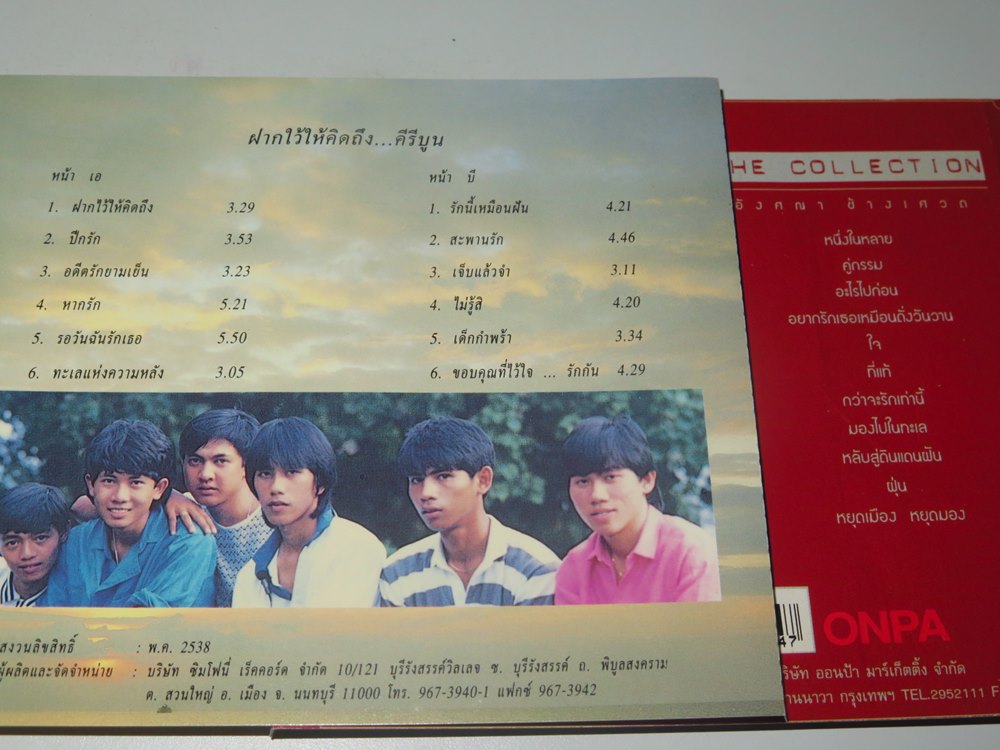 ฝากไว้ให้คิดถึง...คีรีบูน
หน้า เอ
1. ฝากไว้ให้คิดถึง 3.29
2. ปีกรัก 3.53
3. อดีตรักยามเย็น 3.23
4. หากรัก 5.21
5. รอวันฉันรักเธอ 5.50
6. ทะเลแห่งความหลัง 3.05
หน้า บี
1. รักนี้เหมือนฝัน 4.21
2. สะพานรัก 4.46
3. เจ็บแล้วจำ 3.11
4. ไม่รู้สิ 4.20
5. เด็กกำพร้า 3.34
6. ขอบคุณที่ไว้ใจ ... รักกัน 4.29
สงวนลิขสิทธิ์ : พ.ค. 2538
ผู้ผลิตและจัดจำหน่าย : บริษัท ซิมโฟนี่ เร็คคอร์ด จำกัด 10/121 บุรีรังสรรค์วิลเลจ ซ. บุรีรังสรรค์ ถ. พิบูลสงคราม
ต. สวนใหญ่ อ. เมือง จ. นนทบุรี 11000 โทร. 967-3940-1 แฟกซ์ 967-3942
HE COLLECTION
อังศณา ช้างเศวต
หนึ่งในหลาย
คู่กรรม
อะไรไปก่อน
อยากรักเธอเหมือนดั่งวันวาน
ใจ
ที่แท้
กว่าจะรักเท่านี้
มองไปในทะเล
หลับสู่ดินแดนฝัน
ฝุ่น
หยุดเมือง หยุดมอง
47
ONPA
ริษัท ออนป้า มาร์เก็ตติ้ง จำกัด
านนาวา กรุงเทพฯ TEL.2952111 F